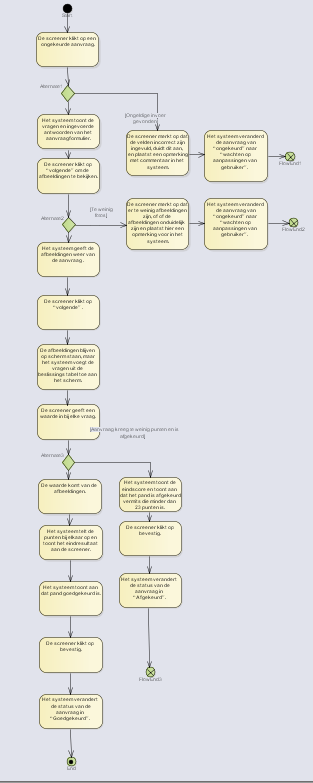 Start
De screener klikt op een
ongekeurde aanvraag.
Alternatief1
[Ongeldige invoer
gevonden]
Het systeem toont de
vragen en ingevoerde
antwoorden van het
aanvraagformulier.
De screener merkt op dat
de velden incorrect zijn
ingevuld, duidt dit aan
en plaatst een opmerking
met commentaar in het
systeem.
Het systeem verandert
de aanvraag van
"ongekeurd" naar
"wachten op
aanpassingen van
gebruiker".
FlowEnd1
De screener klikt op
"volgende" om de
afbeeldingen te bekijken.
Alternatief2
[Te weinig
foto's]
De screener merkt op dat
er te weinig afbeeldingen
zijn, of of de
afbeeldingen onduidelijk
zijn en plaatst hier een
opmerking voor in het
systeem.
Het systeem verandert
de aanvraag van
"ongekeurd" naar
"wachten op
aanpassingen van
gebruiker".
FlowEnd2
Het systeem geeft de
afbeeldingen weer van
de aanvraag.
De screener klikt op
"volgende".
De afbeeldingen blijven
op scherm staan, maar
het systeem voegt de
vragen uit de
beslissings tabel toe aan
het scherm.
De screener geeft een
waarde in bij elke vraag.
[Aanvraag kreeg te weinig punten en is
afgekeurd]
Alternatief3
De waarde komt van de
afbeeldingen.
Het systeem toont de
eindscore en toont aan
dat het pand is afgekeurd
vermits die minder dan
22 punten is.
Het systeem telt de
punten bij elkaar op en
toont het eindresultaat
aan de screener.
De screener klikt op
bevestig.
Het systeem toont aan
dat pand goedgekeurd is.
Het systeem verandert
de status van de
aanvraag in
"Afgekeurd".
De screener klikt op
bevestig.
FlowEnd3
Het systeem verandert
de status van de
aanvraag in
"Goedgekeurd".
End